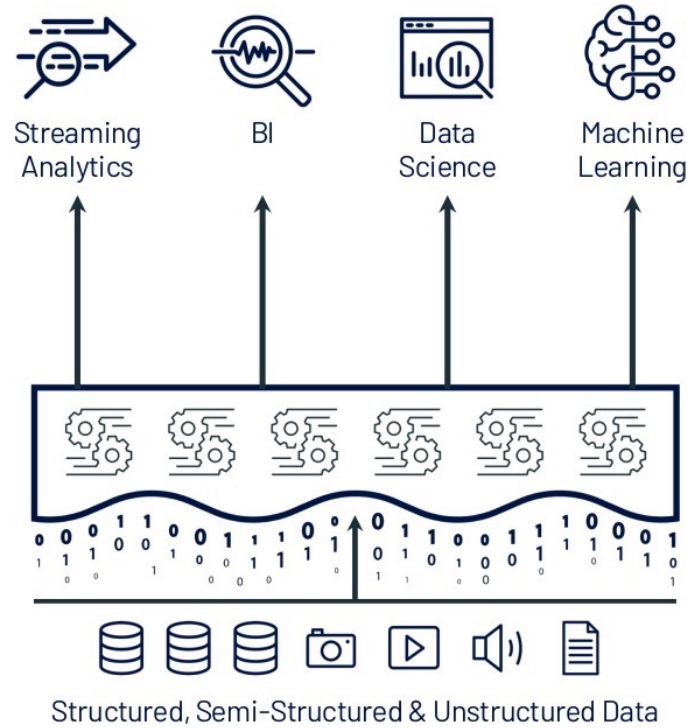 Streaming
Analytics
BI
Data
Science
Machine
Learning
Structured, Semi-Structured & Unstructured Data